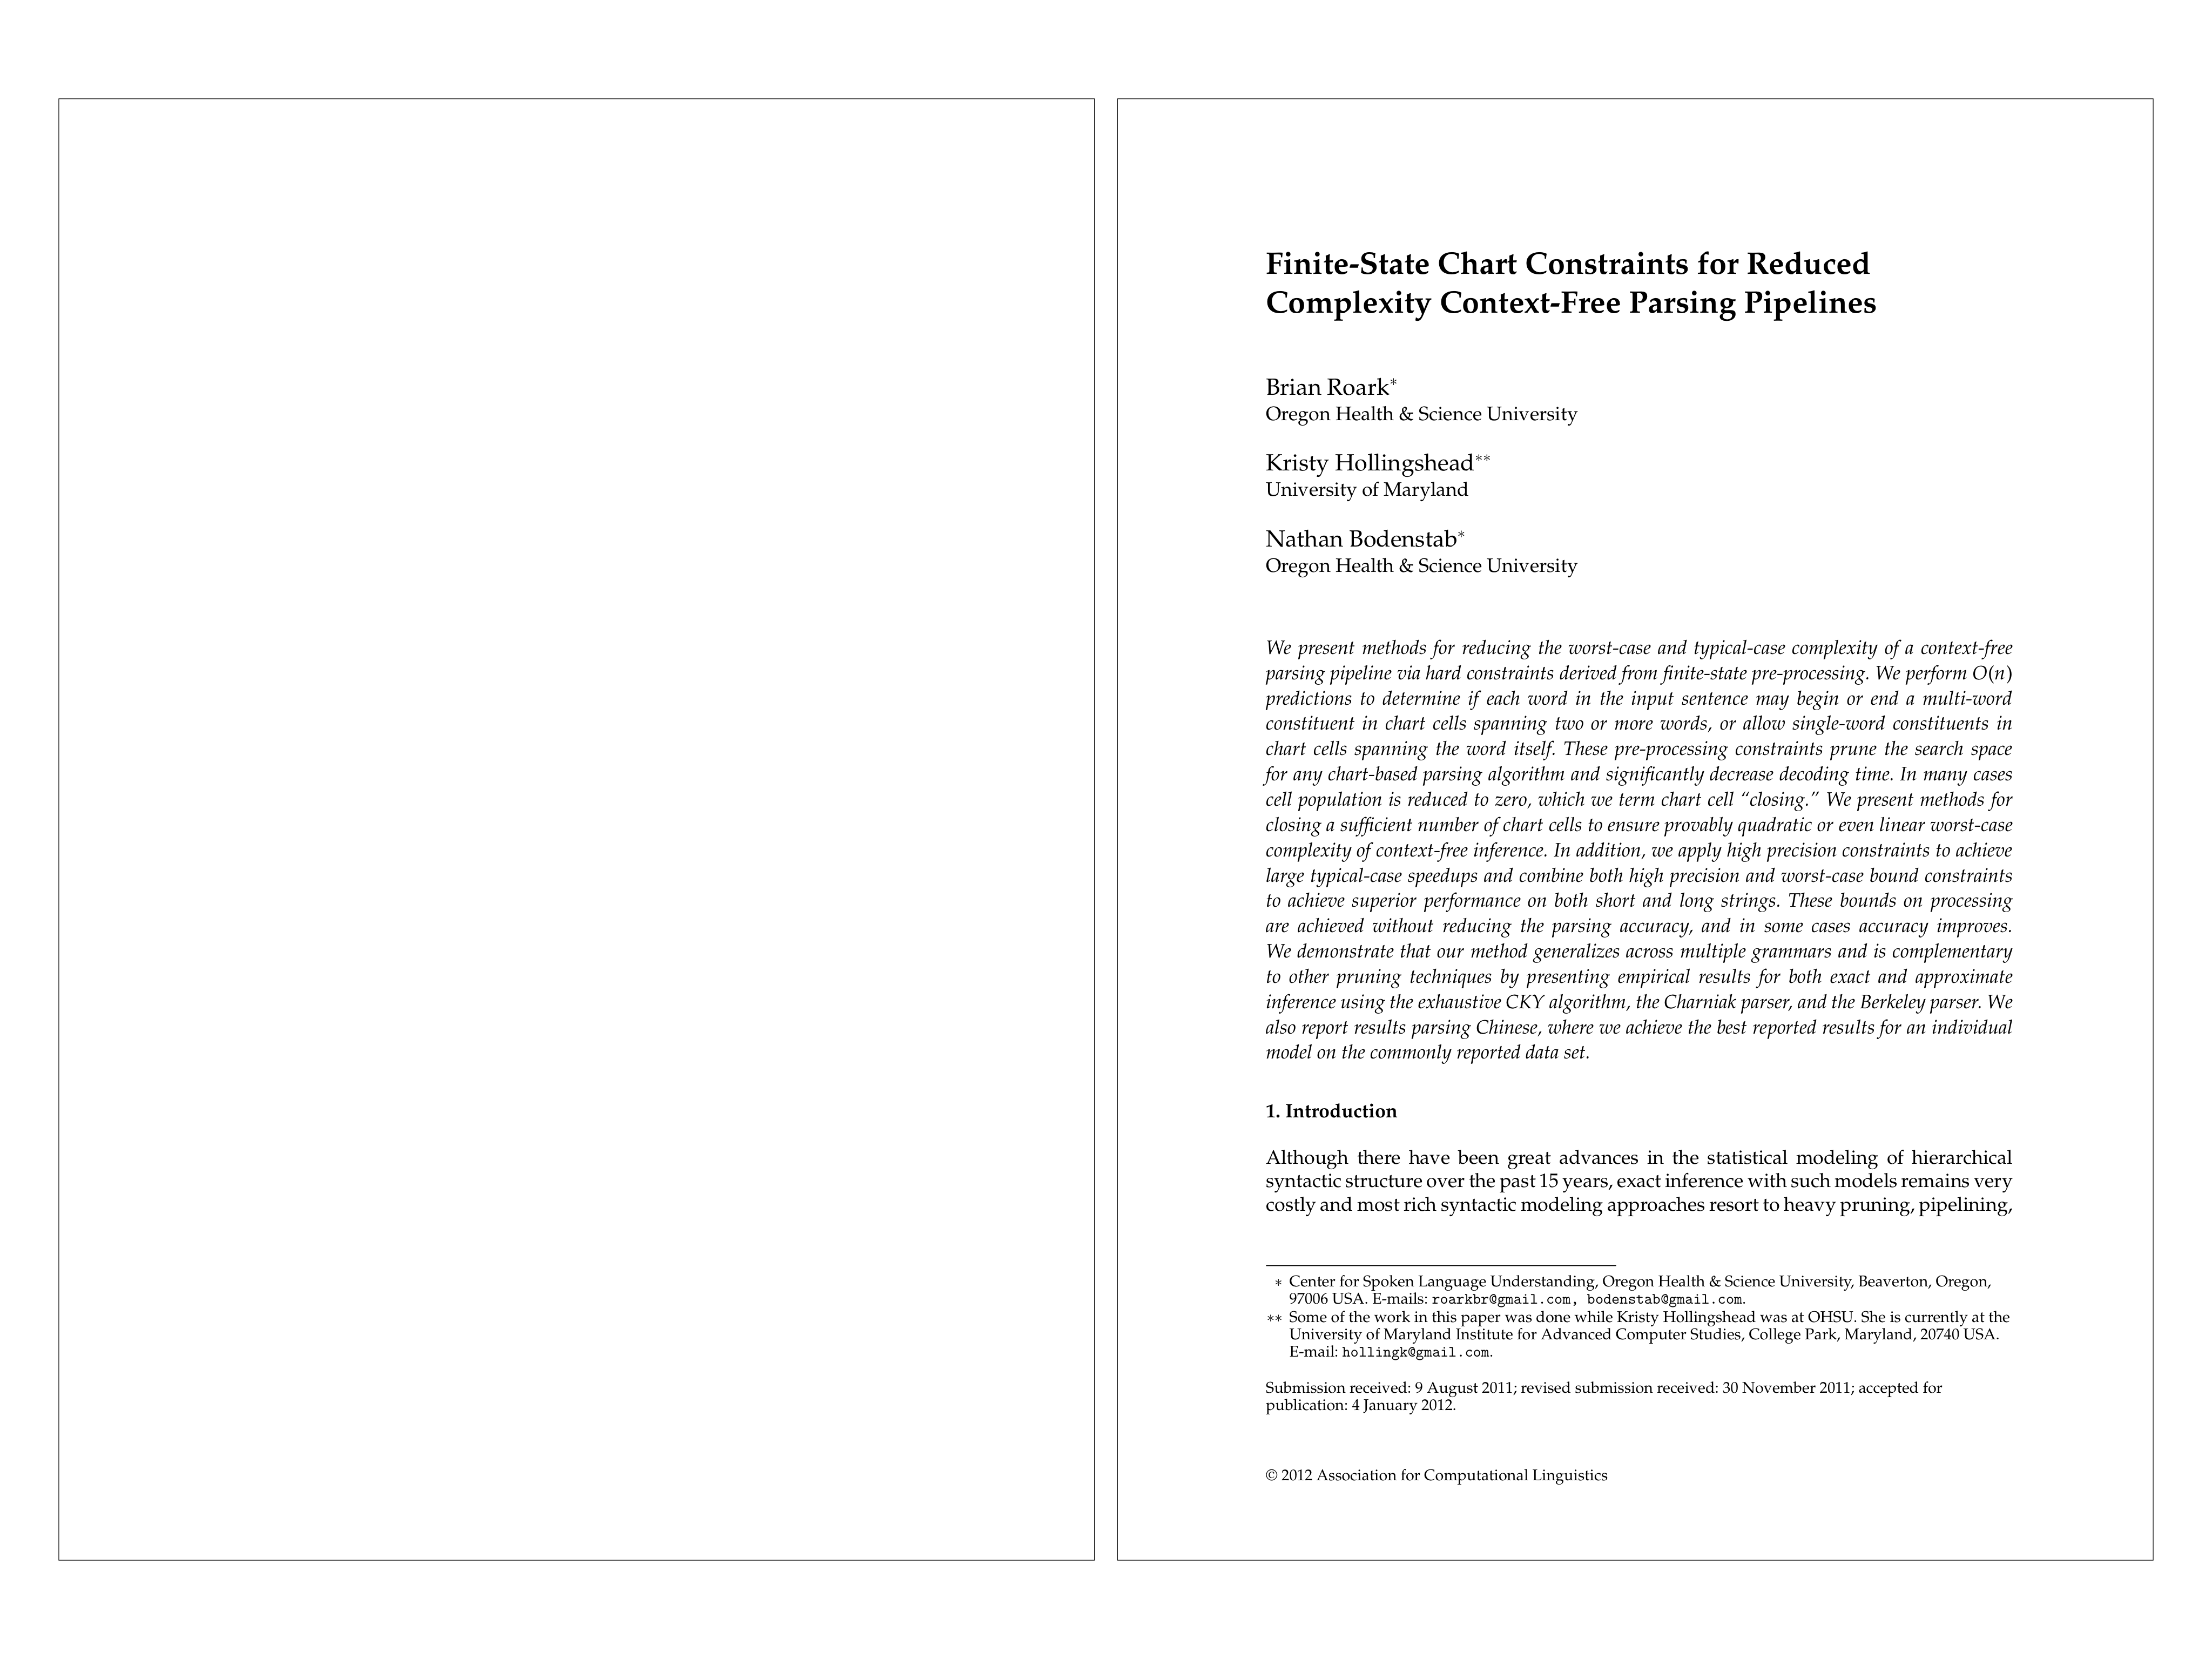 Finite-State Chart Constraints for Reduced
Complexity Context-Free Parsing Pipelines
Brian Roark*
Oregon Health & Science University
Kristy Hollingshead**
University of Maryland
Nathan Bodenstab*
Oregon Health & Science University
We present methods for reducing the worst-case and typical-case complexity of a context-free
parsing pipeline via hard constraints derived from finite-state pre-processing. We perform O(n)
predictions to determine if each word in the input sentence may begin or end a multi-word
constituent in chart cells spanning two or more words, or allow single-word constituents in
chart cells spanning the word itself. These pre-processing constraints prune the search space
for any chart-based parsing algorithm and significantly decrease decoding time. In many cases
cell population is reduced to zero, which we term chart cell “closing.” We present methods for
closing a sufficient number of chart cells to ensure provably quadratic or even linear worst-case
complexity of context-free inference. In addition, we apply high precision constraints to achieve
large typical-case speedups and combine both high precision and worst-case bound constraints
to achieve superior performance on both short and long strings. These bounds on processing
are achieved without reducing the parsing accuracy, and in some cases accuracy improves.
We demonstrate that our method generalizes across multiple grammars and is complementary
to other pruning techniques by presenting empirical results for both exact and approximate
inference using the exhaustive CKY algorithm, the Charniak parser, and the Berkeley parser. We
also report results parsing Chinese, where we achieve the best reported results for an individual
model on the commonly reported data set.
1. Introduction
Although there have been great advances in the statistical modeling of hierarchical
syntactic structure over the past 15 years, exact inference with such models remains very
costly and most rich syntactic modeling approaches resort to heavy pruning, pipelining,
* Center for Spoken Language Understanding, Oregon Health & Science University, Beaverton, Oregon,
97006 USA. E-mails: roarkbr@gmail.com, bodenstab@gmail.com.
** Some of the work in this paper was done while Kristy Hollingshead was at OHSU. She is currently at the
University of Maryland Institute for Advanced Computer Studies, College Park, Maryland, 20740 USA.
E-mail: hollingk@gmail.com.
Submission received: 9 August 2011; revised submission received: 30 November 2011; accepted for
publication: 4 January 2012.
© 2012 Association for Computational Linguistics